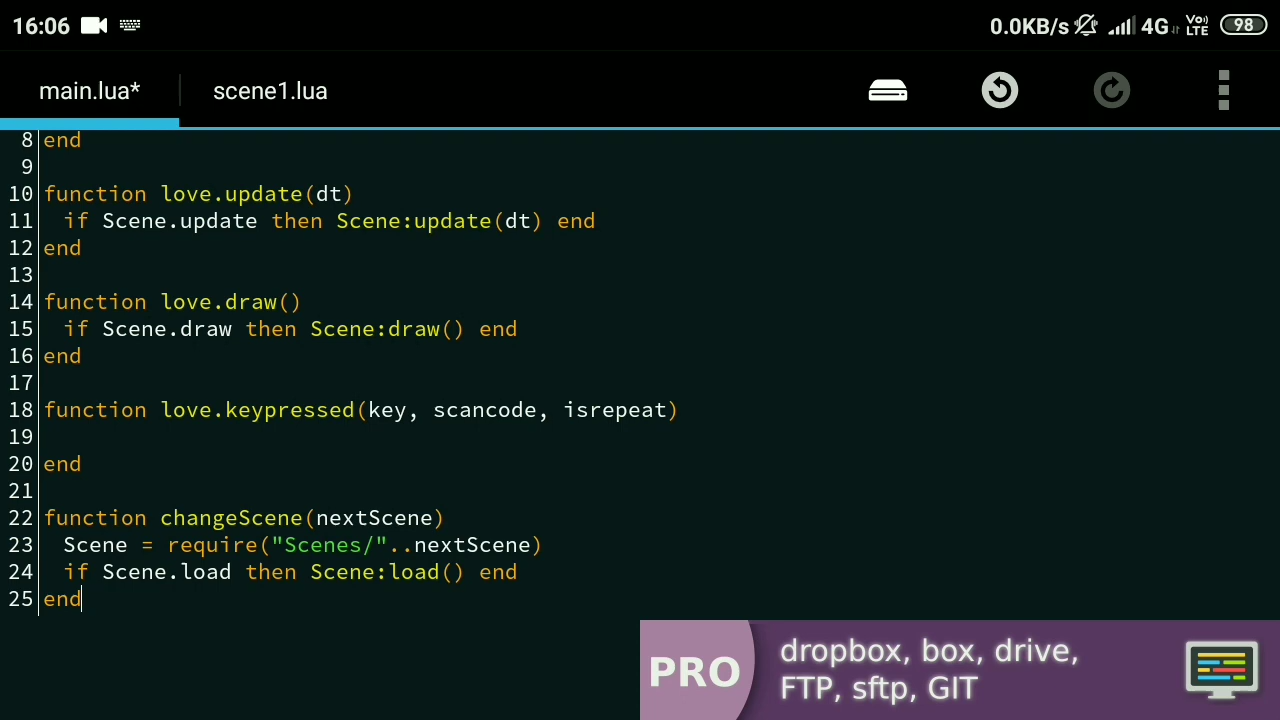 16:06 0.0KB/s 4G Vo) LTE 98
main.lua* scene1.lua
8 end
9
10 function love.update(dt)
11 if Scene.update then Scene:update(dt) end
12 end
13
14 function love.draw()
15 if Scene.draw then Scene:draw() end
16 end
17
18 function love.keypressed(key, scancode, isrepeat)
19
20 end
21
22 function changeScene(nextScene)
23 Scene = require("Scenes/"..nextScene)
24 if Scene.load then Scene:load() end
25 end
PRO
dropbox, box, drive,
FTP, sftp, GIT